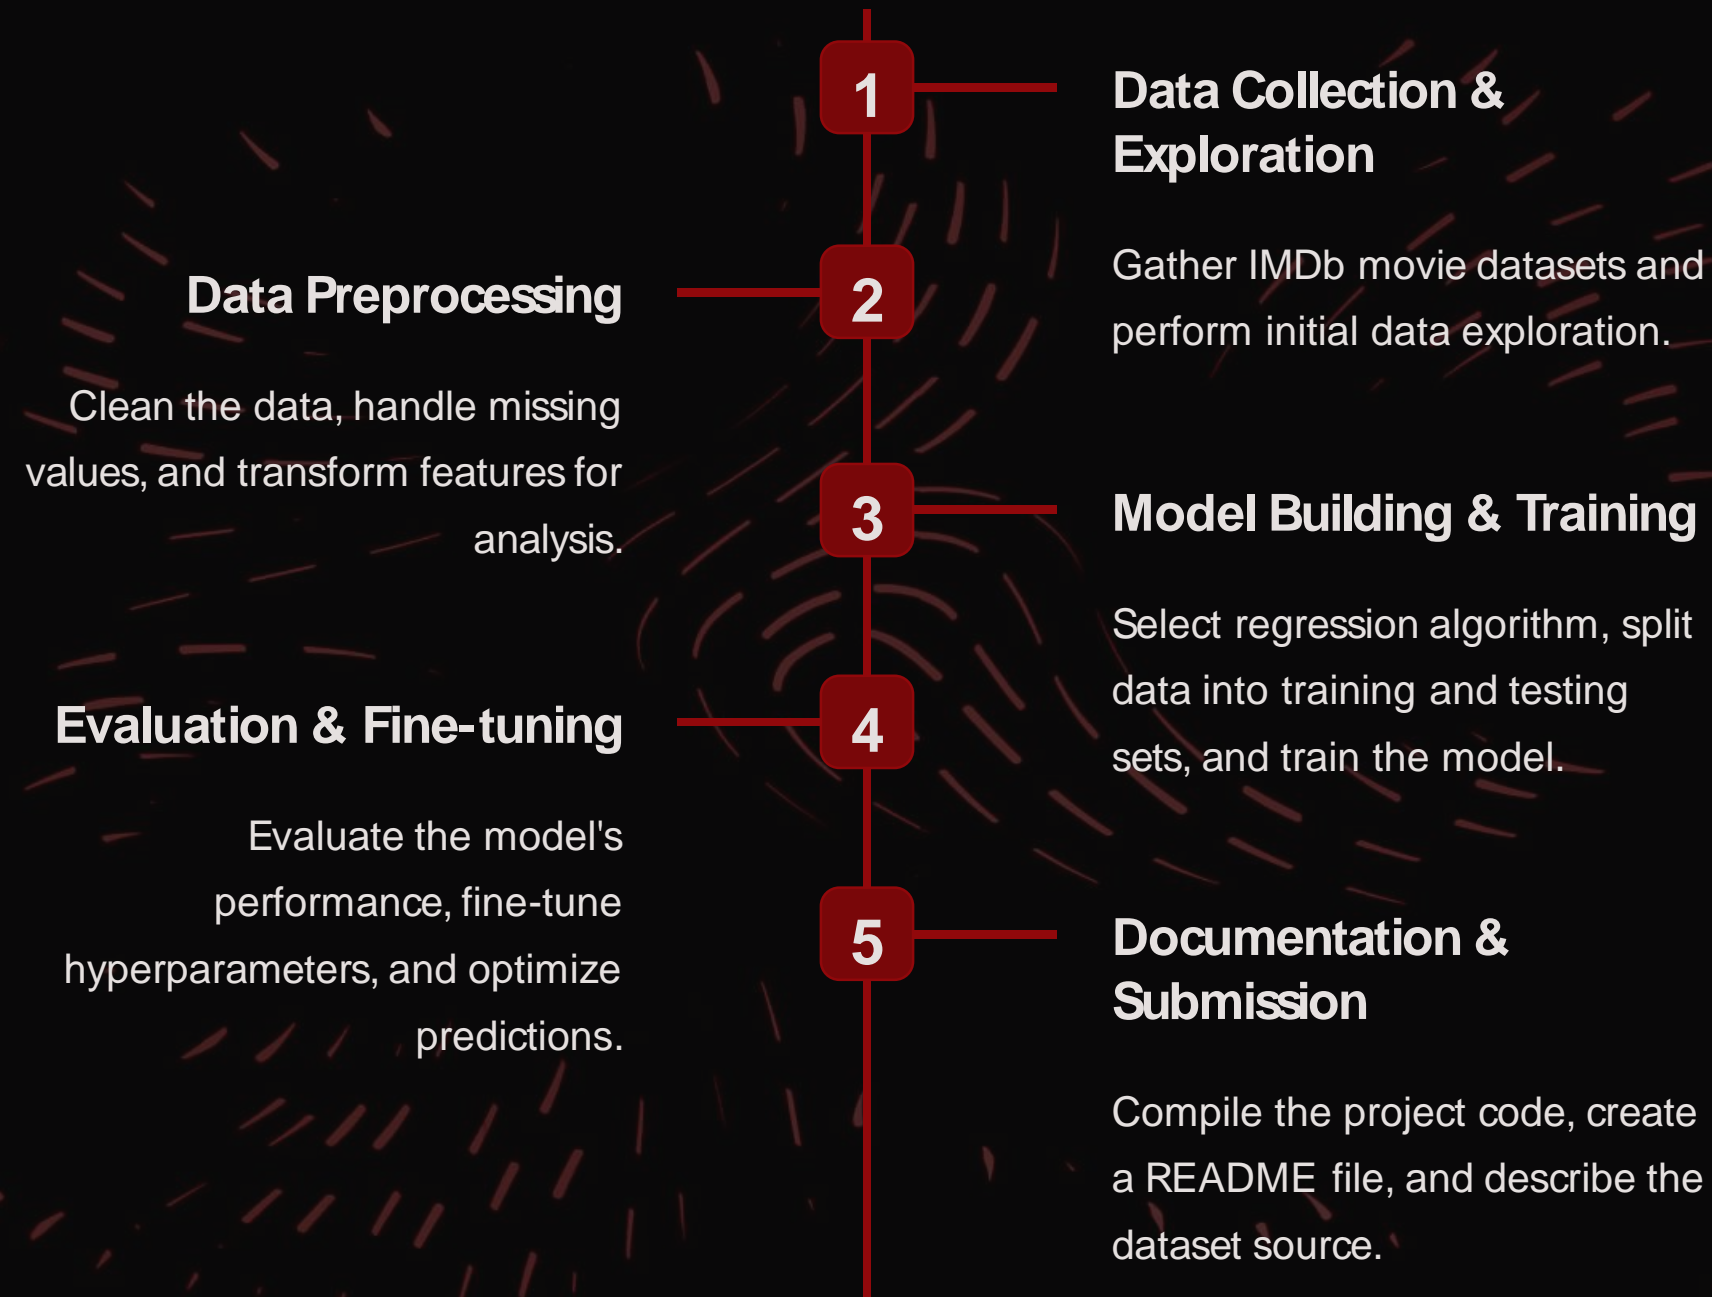 1
Data Collection &
Exploration
Gather IMDb movie datasets and
perform initial data exploration.
2
Data Preprocessing
Clean the data, handle missing
values, and transform features for
analysis.
3
Model Building & Training
Select regression algorithm, split
data into training and testing
sets, and train the model.
4
Evaluation & Fine-tuning
Evaluate the model's
performance, fine-tune
hyperparameters, and optimize
predictions.
5
Documentation &
Submission
Compile the project code, create
a README file, and describe the
dataset source.